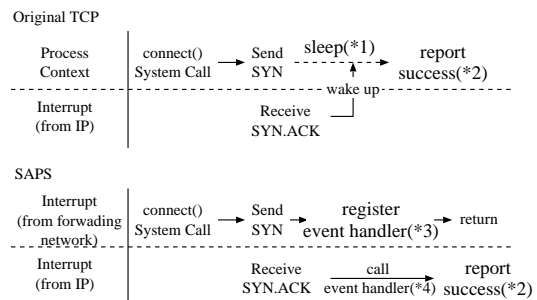 Original TCP
Process
Context
connect()
System Call
Send
SYN
sleep(*1)
report
success(*2)
wake up
Interrupt
(from IP)
Receive
SYN.ACK
SAPS
Interrupt
(from forwading
network)
connect()
System Call
Send
SYN
register
event handler(*3)
return
Interrupt
(from IP)
Receive
SYN.ACK
call
event handler(*4)
report
success(*2)